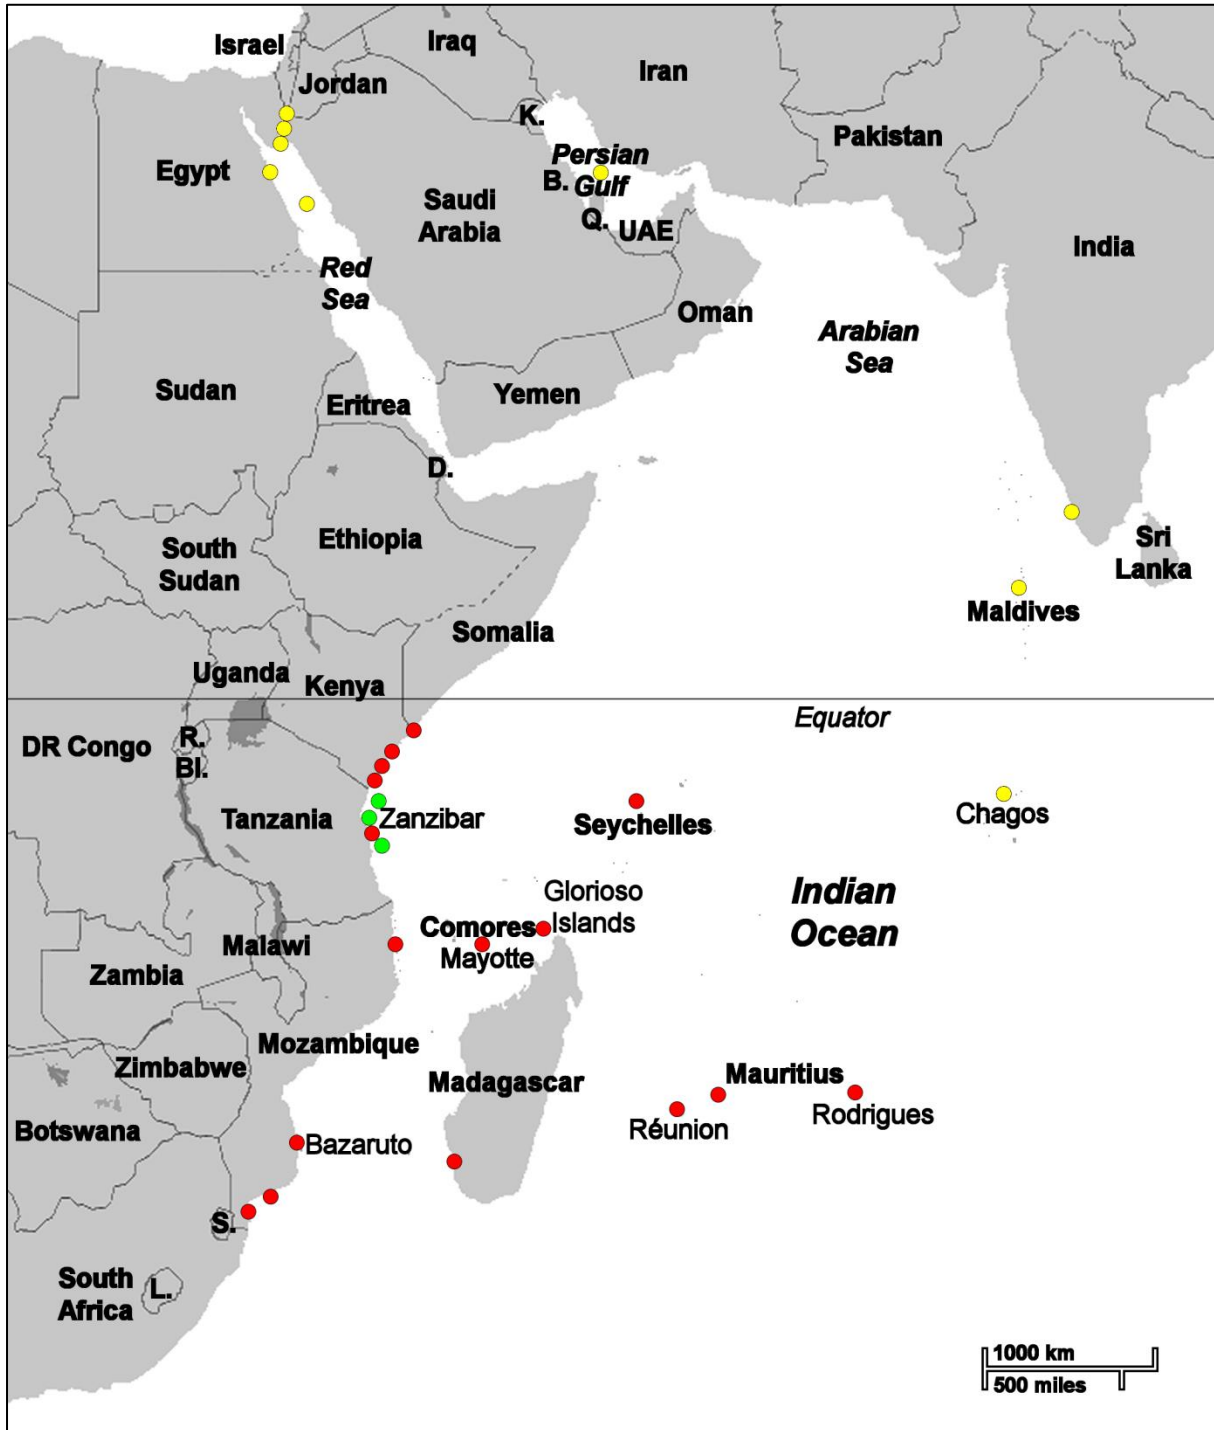 Israel
Iraq
Iran
Jordan
K.
Pakistan
Persian
Gulf
Egypt
B.
Saudi
Arabia
Q.
UAE
India
Red
Sea
Oman
Arabian
Sea
Sudan
Eritrea
Yemen
D.
Ethiopia
South
Sudan
Sri
Lanka
Maldives
Somalia
Uganda
Kenya
Equator
DR Congo
R.
BI.
Tanzania
Zanzibar
Seychelles
Chagos
Glorioso
Islands
Indian
Ocean
Comores
Mayotte
Malawi
Zambia
Mozambique
Zimbabwe
Madagascar
Mauritius
Rodrigues
Réunion
Botswana
Bazaruto
S.
South
Africa
L.
1000 km
500 miles